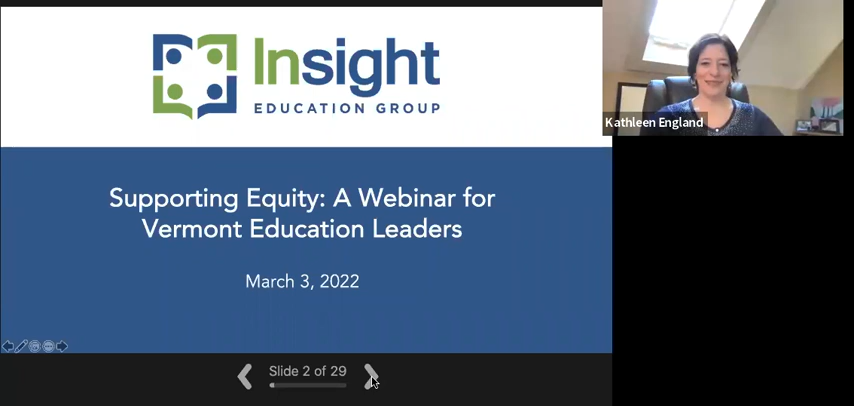 Insight
EDUCATION GROUP
Kathleen England
Supporting Equity: A Webinar for
Vermont Education Leaders
March 3, 2022
Slide 2 of 29